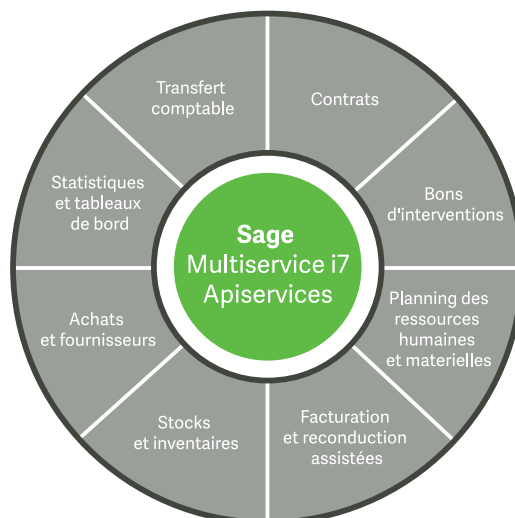 Transfert
comptable
Contrats
Statistiques
et tableaux
de bord
Bons
d'interventions
Sage
Multiservice i7
Apiservices
Achats
et fournisseurs
Planning des
ressources
humaines
et materielles
Stocks
et inventaires
Facturation
et reconduction
assistées